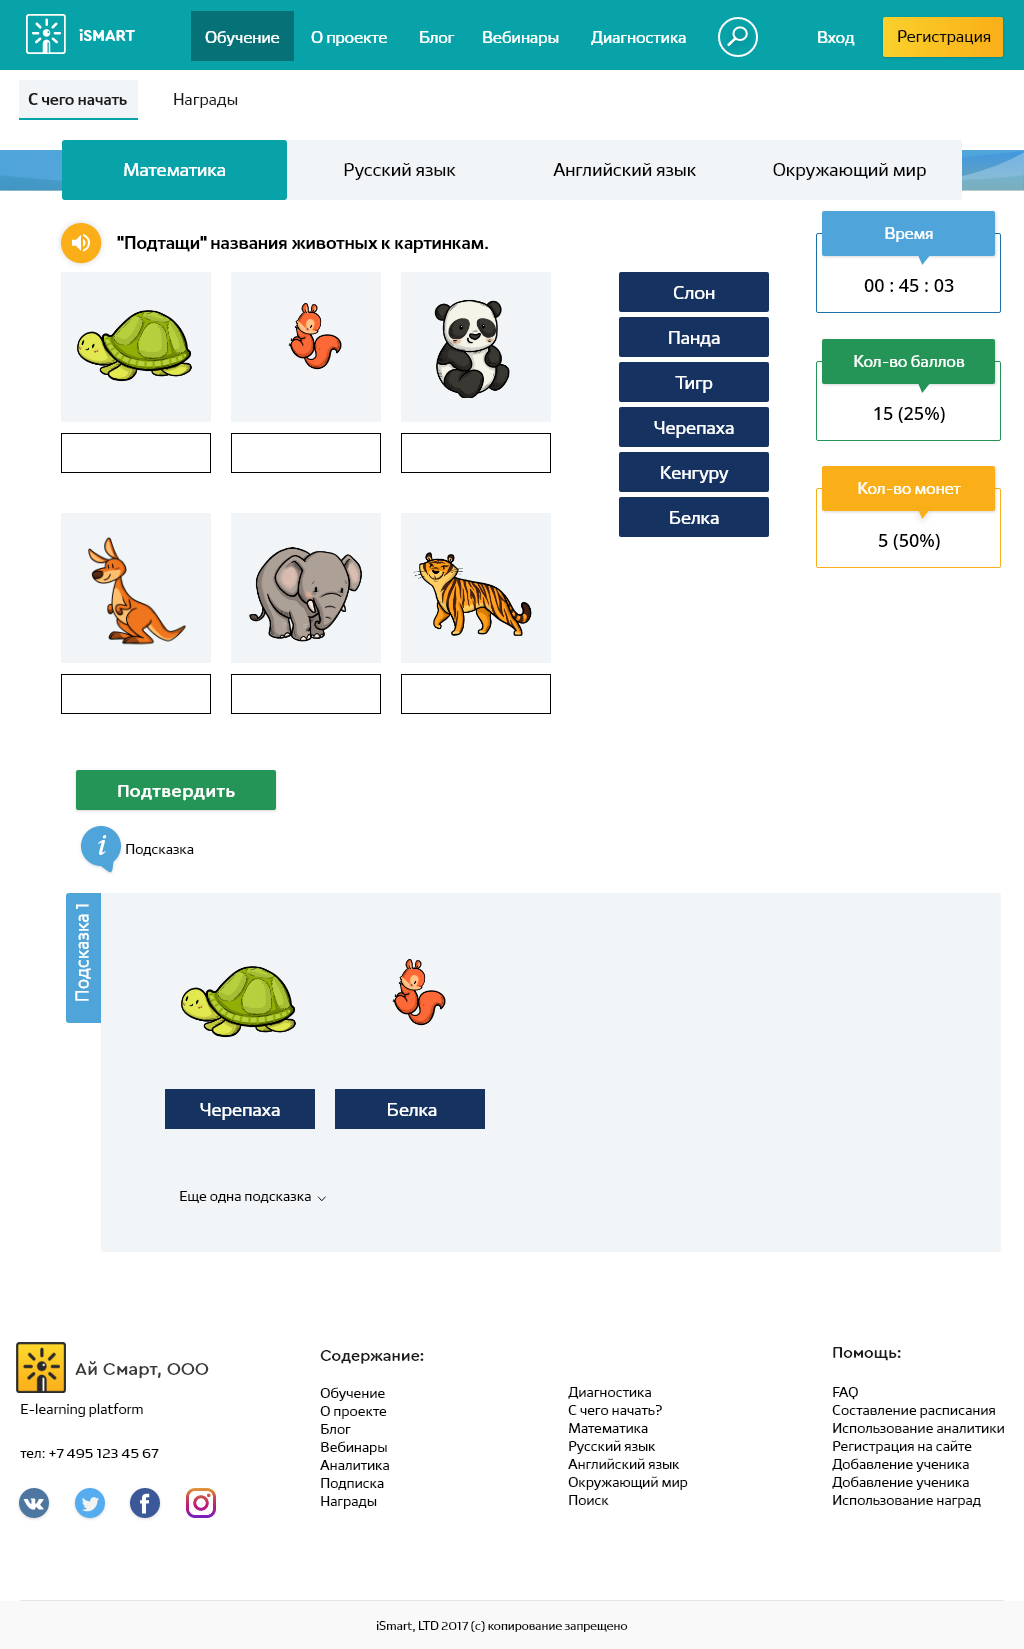 iSMART
Обучение
О проекте
Блог
Вебинары
Диагностика
Вход
Регистрация
С чего начать
Награды
Математика
Русский язык
Английский язык
Окружающий мир
"Подтащи" названия животных к картинкам.
Слон
Панда
Тигр
Черепаха
Кенгуру
Белка
Время
00 : 45 : 03
Кол-во баллов
15 (25%)
Кол-во монет
5 (50%)
Подтвердить
i
Подсказка
Подсказка 1
Черепаха
Белка
Еще одна подсказка
Ай Смарт, ООО
E-learning platform
тел: +7 495 123 45 67
Содержание:
Обучение
О проекте
Блог
Вебинары
Аналитика
Подписка
Награды
Диагностика
С чего начать?
Математика
Русский язык
Английский язык
Окружающий мир
Поиск
Помощь:
FAQ
Составление расписания
Использование аналитики
Регистрация на сайте
Добавление ученика
Добавление ученика
Использование наград
iSmart, LTD 2017 (c) копирование запрещено